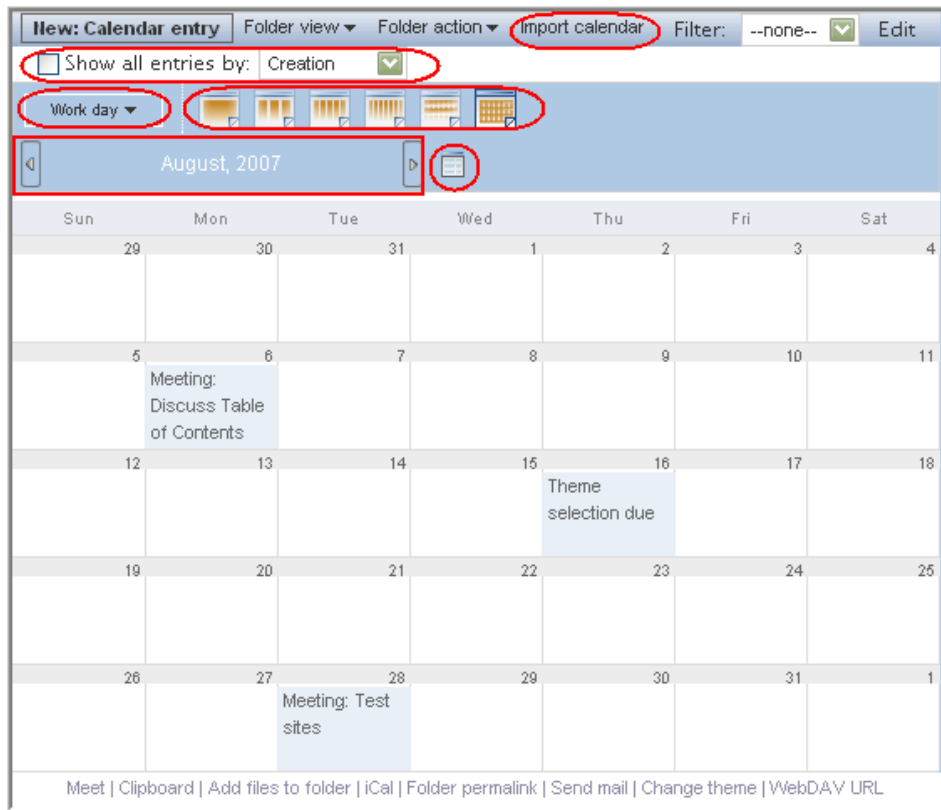 New: Calendar entry Folder view Folder action Import calendar Filter: --none-- Edit
Show all entries by: Creation
Work day
August, 2007
Sun Mon Tue Wed Thu Fri Sat
29 30 31 1 2 3 4
5 6 7 8 9 10 11
Meeting:
Discuss Table
of Contents
12 13 14 15 16 17 18
Theme
selection due
19 20 21 22 23 24 25
26 27 28 29 30 31 1
Meeting: Test
sites
Meet | Clipboard | Add files to folder | iCal | Folder permalink | Send mail | Change theme | WebDAV URL